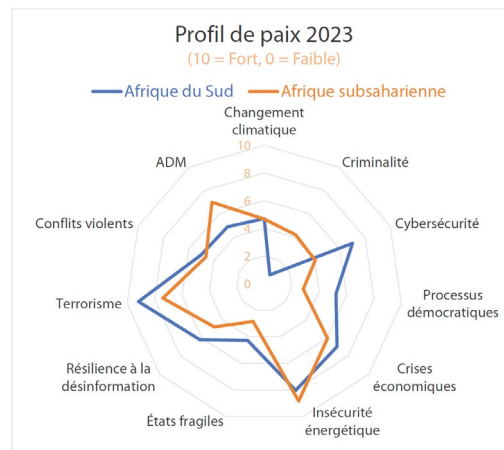 Profil de paix 2023
(10 = Fort, 0 = Faible)
Afrique du Sud
Afrique subsaharienne
Changement
climatique
Criminalité
Cybersécurité
Processus
démocratiques
Crises
économiques
Insécurité
énergétique
États fragiles
Résilience à la
désinformation
Terrorisme
Conflits violents
ADM
10
8
6
4
2
0